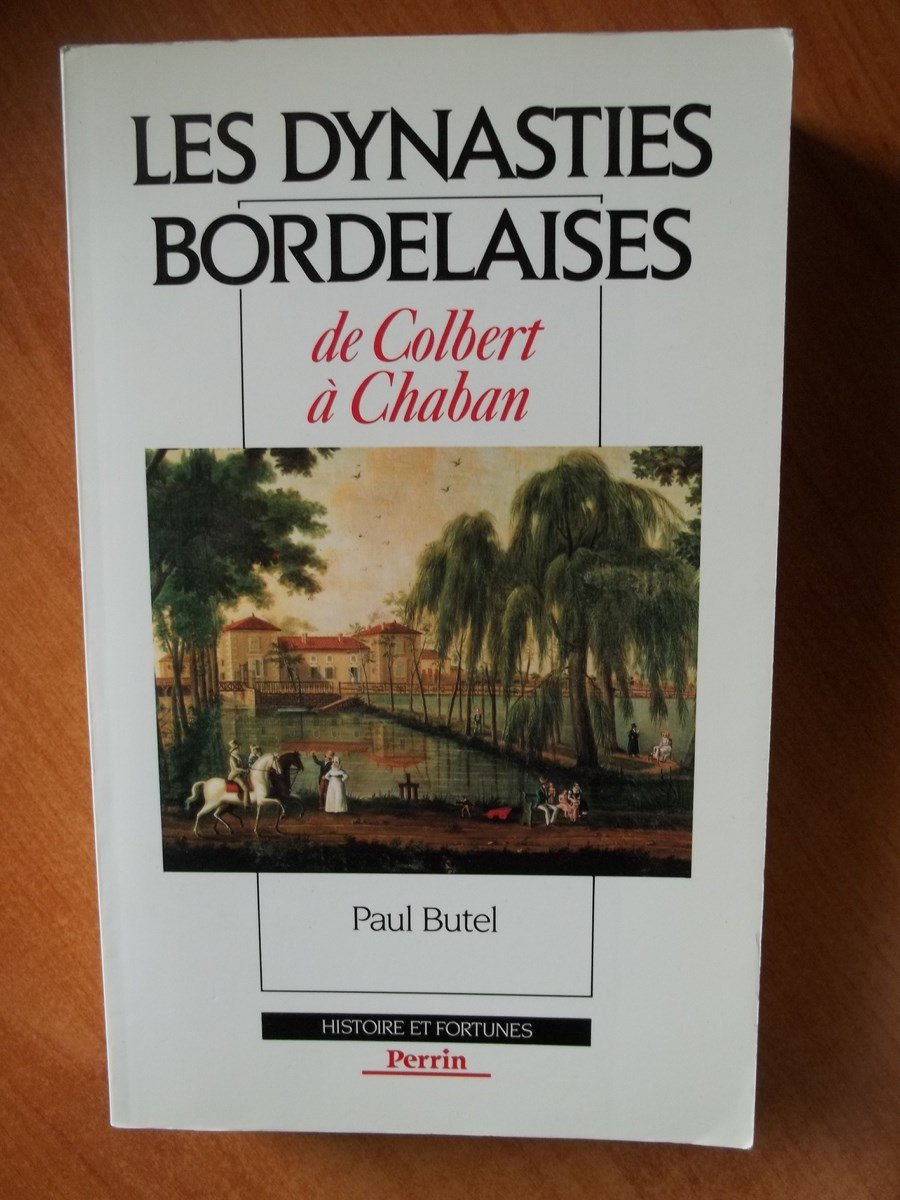 LES DYNASTIES
BORDELAISES
de Colbert
à Chaban
Paul Butel
HISTOIRE ET FORTUNES
Perrin